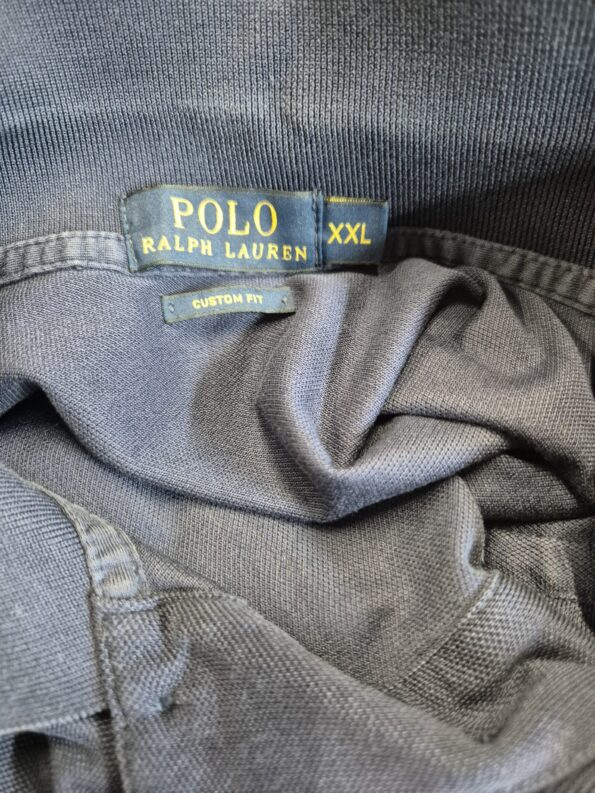 POLO
RALPH LAUREN
XXL
CUSTOM FIT